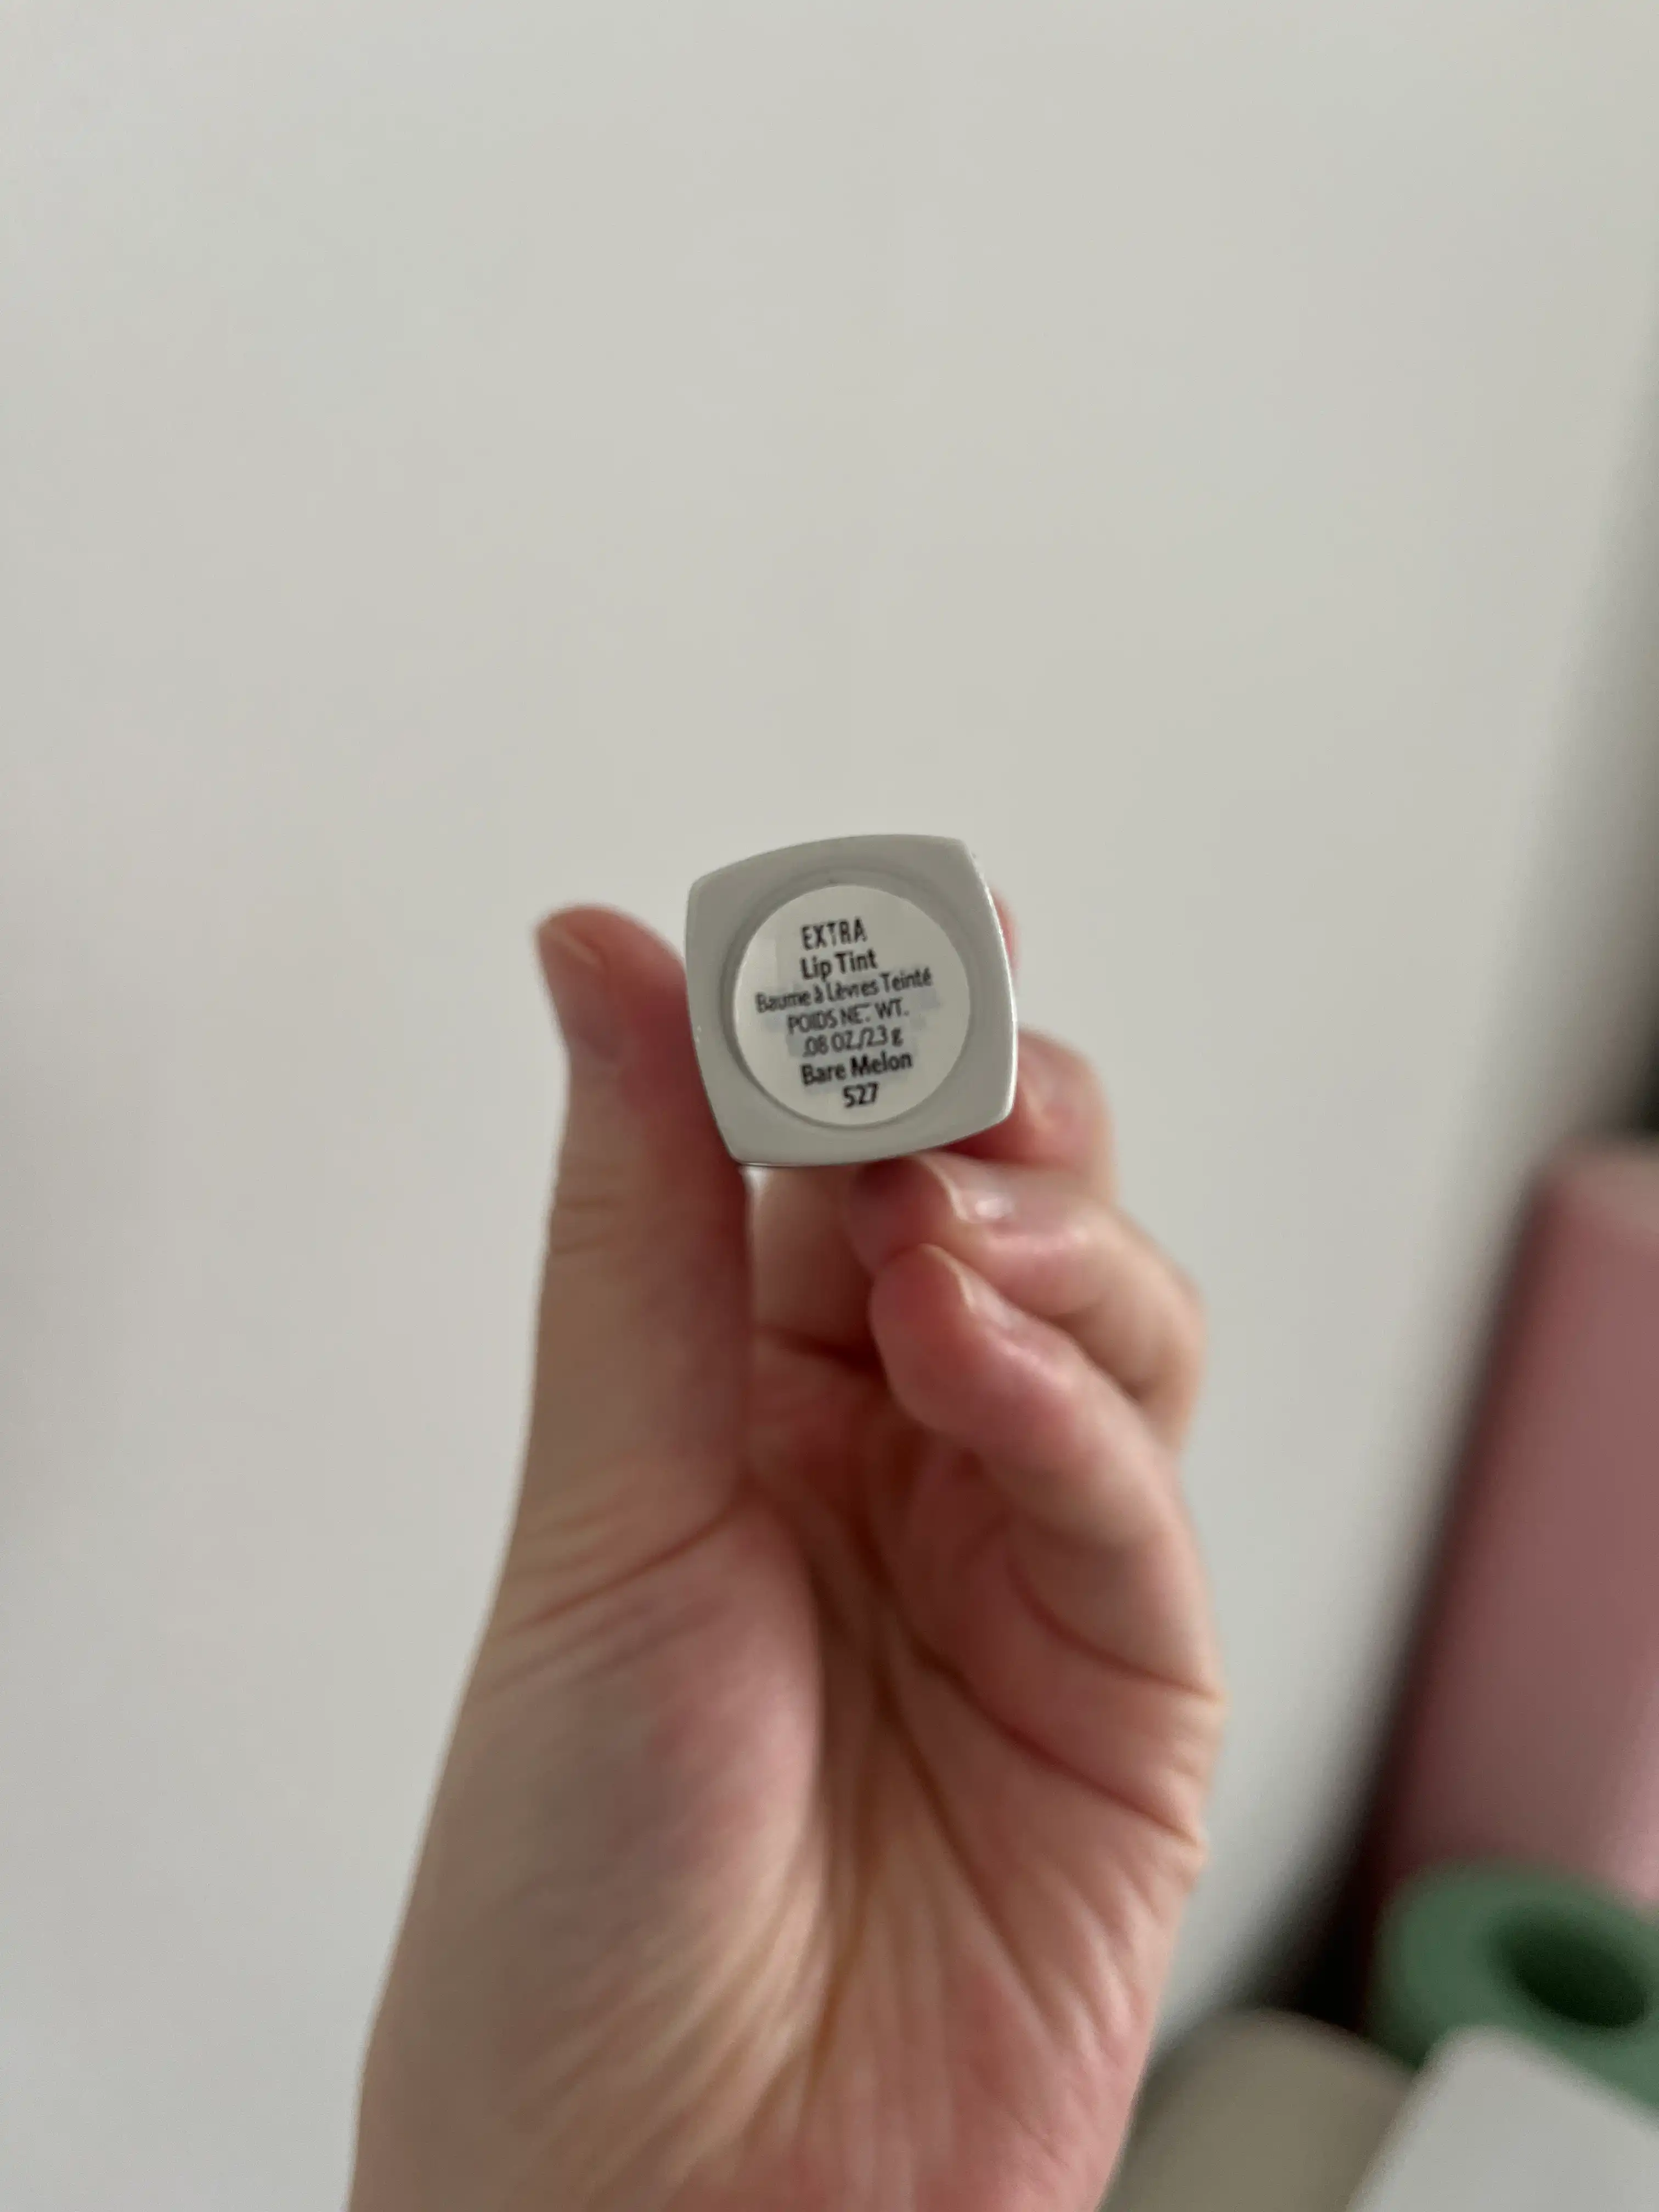 EXTRA
Lip Tint
Baume à Lèvres Teinté
POIDS NET WT.
.08 OZ./2.3 g
Bare Melon
527